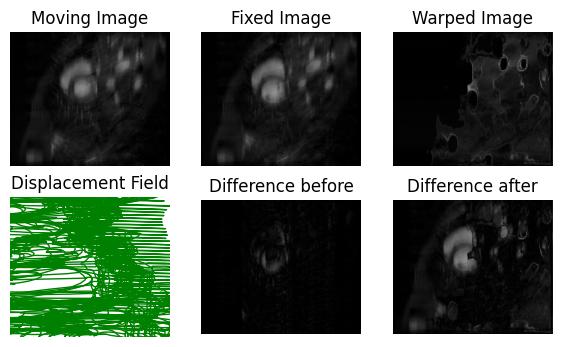 Moving Image
Fixed Image
Warped Image
Displacement Field
Difference before
Difference after